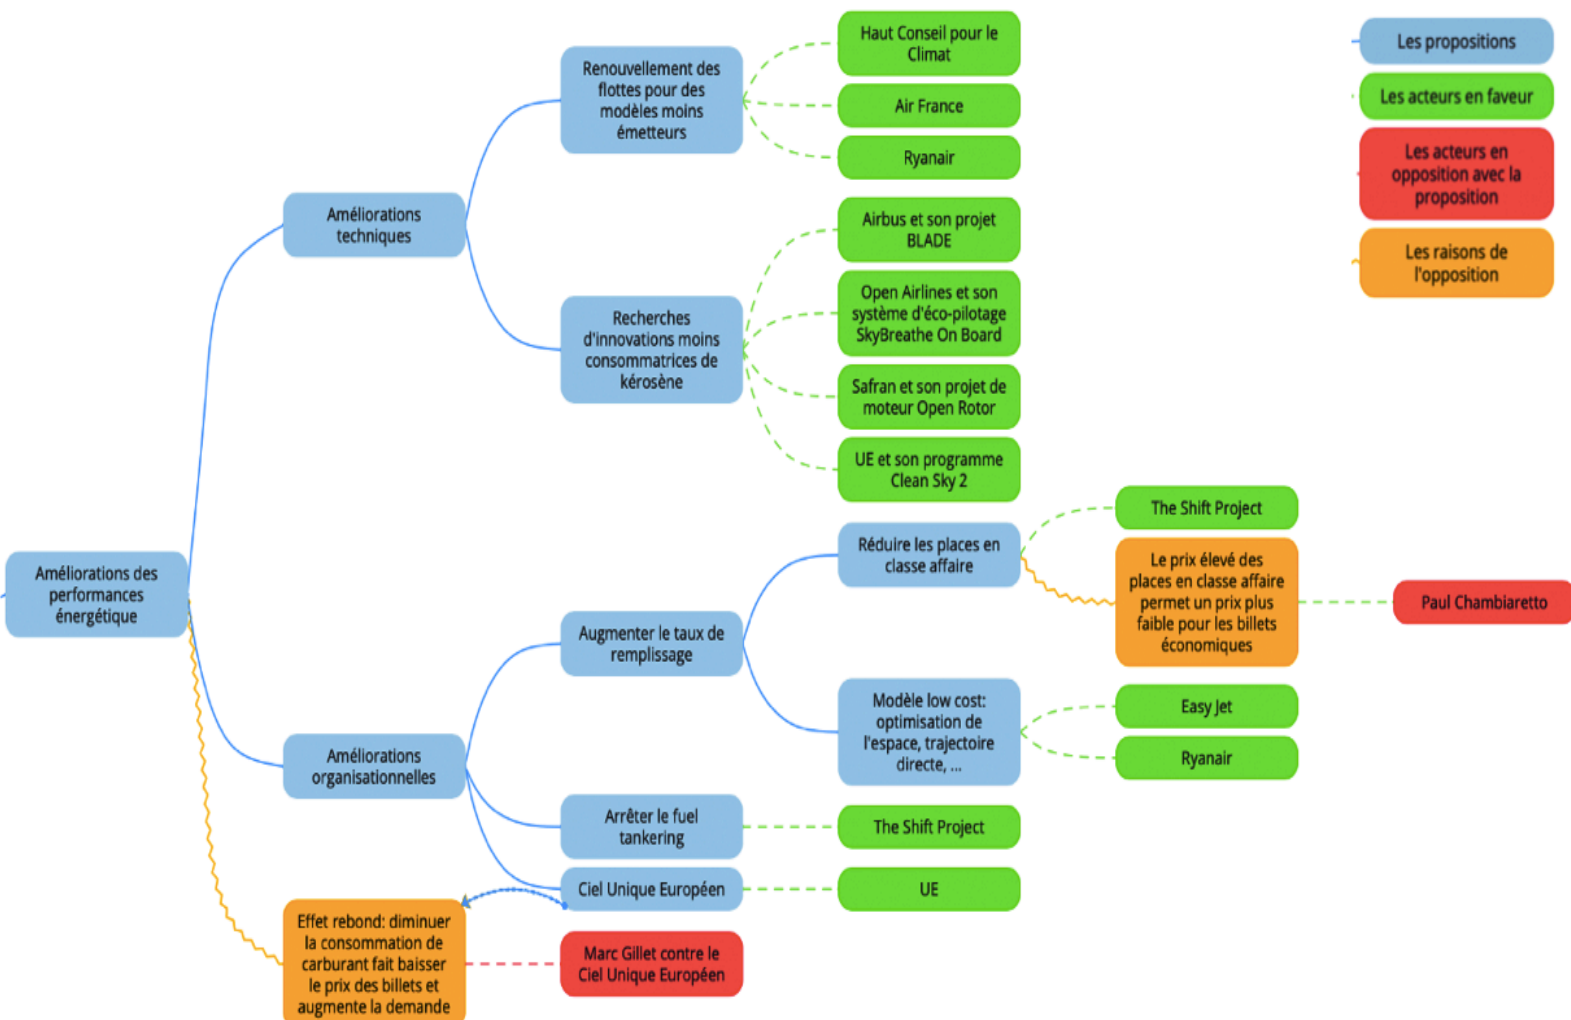 Haut Conseil pour le
Climat
Renouvellement des
flottes pour des
modèles moins
émetteurs
Air France
Ryanair
Améliorations
techniques
Airbus et son projet
BLADE
Open Airlines et son
système d'éco-pilotage
SkyBreathe On Board
Recherches
d'innovations moins
consommatrices de
kérosène
Safran et son projet de
moteur Open Rotor
UE et son programme
Clean Sky 2
Améliorations des
performances
énergétique
Réduire les places en
classe affaire
The Shift Project
Le prix élevé des
places en classe affaire
permet un prix plus
faible pour les billets
économiques
Paul Chambiaretto
Augmenter le taux de
remplissage
Modèle low cost:
optimisation de
l'espace, trajectoire
directe, ...
Easy Jet
Ryanair
Améliorations
organisationnelles
Arrêter le fuel
tankering
The Shift Project
Ciel Unique Européen
UE
Effet rebond: diminuer
la consommation de
carburant fait baisser
le prix des billets et
augmente la demande
Marc Gillet contre le
Ciel Unique Européen
Les propositions
Les acteurs en faveur
Les acteurs en
opposition avec la
proposition
Les raisons de
l'opposition